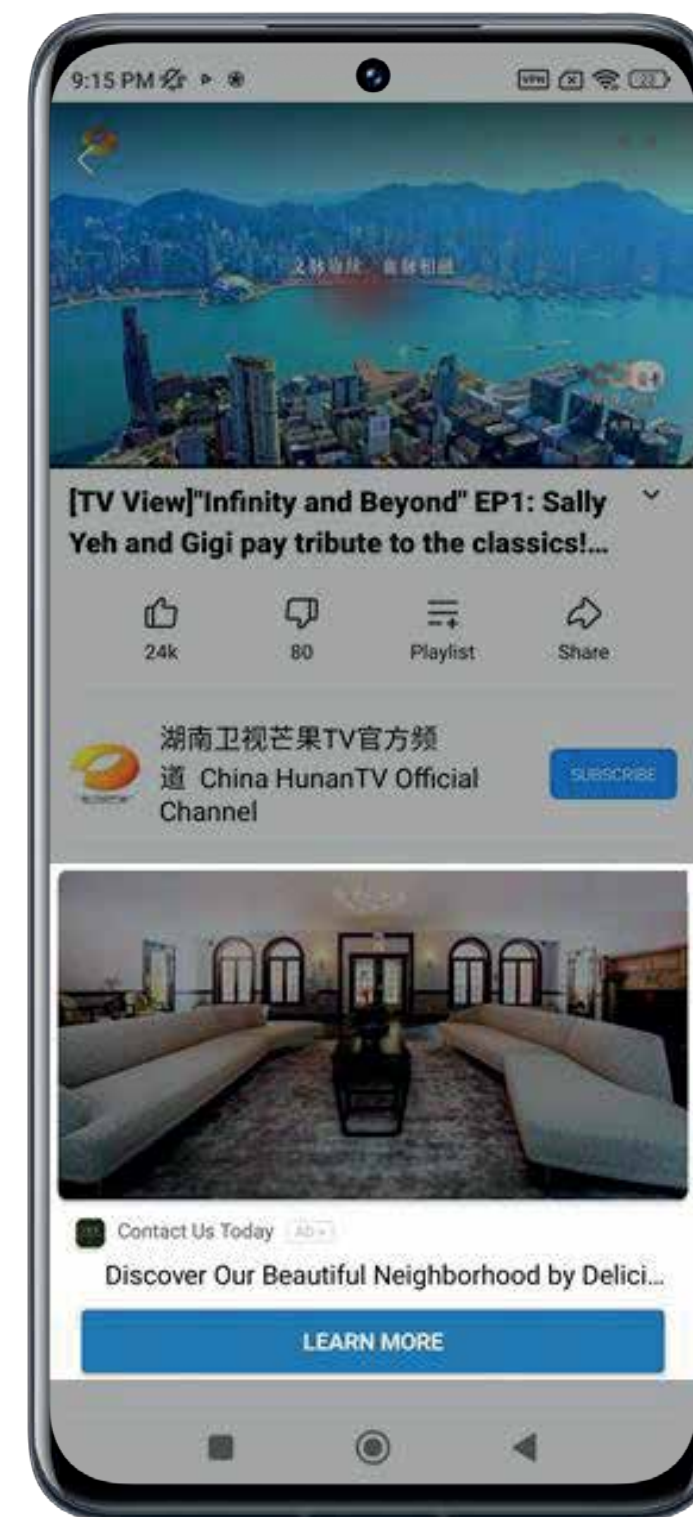 9:15 PM
VPN
[TV View]"Infinity and Beyond" EP1: Sally
Yeh and Gigi pay tribute to the classics!...
24k
80
Playlist
Share
湖南卫视芒果TV官方频
道 China HunanTV Official
Channel
SUBSCRIBE
Contact Us Today
Ad
Discover Our Beautiful Neighborhood by Delici...
LEARN MORE